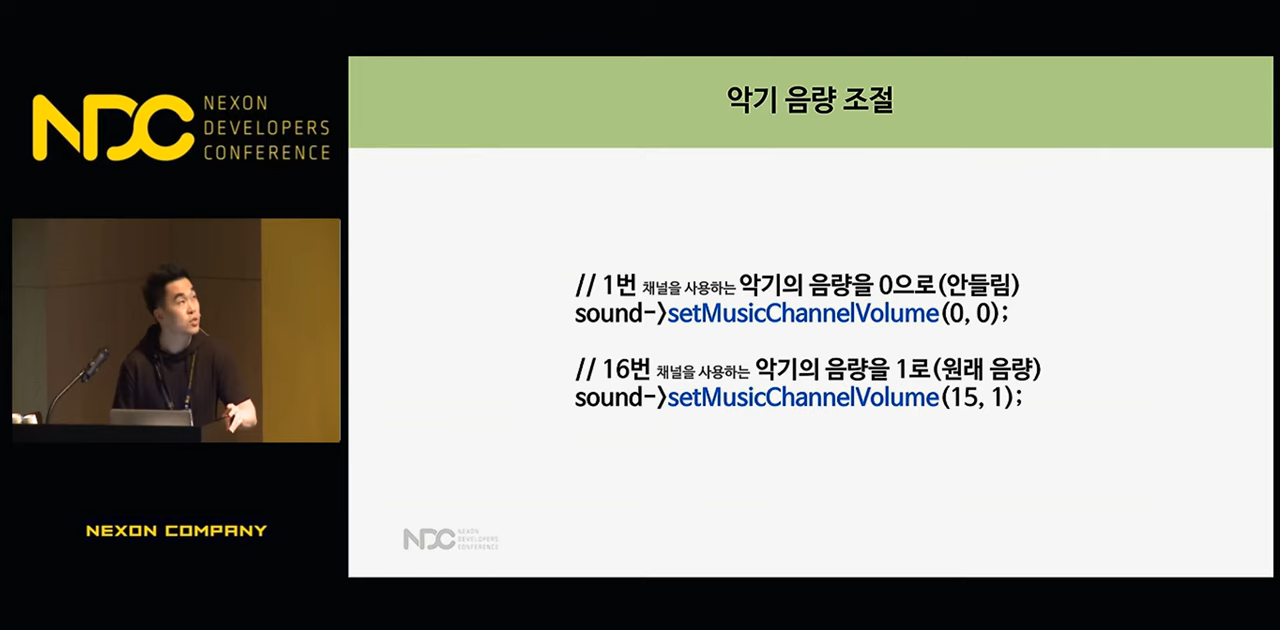 NDC
NEXON
DEVELOPERS
CONFERENCE
악기 음량 조절
// 1번 채널을 사용하는 악기의 음량을 0으로(안들림)
sound->setMusicChannelVolume(0, 0);
// 16번 채널을 사용하는 악기의 음량을 1로(원래 음량)
sound->setMusicChannelVolume(15, 1);
NEXON COMPANY
NDC
NEXON
DEVELOPERS
CONFERENCE